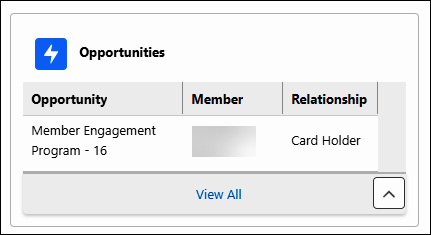 Opportunities
Opportunity Member Relationship
Member Engagement Card Holder
Program - 16
View All